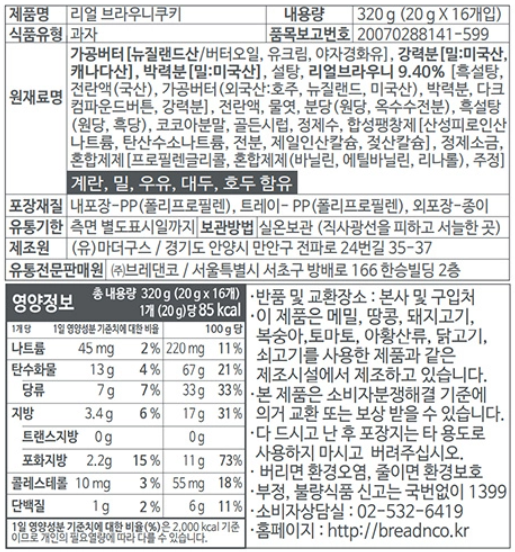 제품명 리얼 브라우니쿠키 내용량 320 g (20 g X 16개입)
식품유형 과자 품목보고번호 20070288141-599
원재료명 가공버터[뉴질랜드산/버터오일, 유크림, 야자경화유], 강력분[밀:미국산,
캐나다산], 박력분[밀:미국산], 설탕, 리얼브라우니 9.40% [흑설탕,
전란액(국산), 가공버터(외국산:호주, 뉴질랜드, 미국산), 박력분, 다크
컴파운드버튼, 강력분], 전란액, 물엿, 분당(원당, 옥수수전분), 흑설탕
(원당, 흑당), 코코아분말, 골든시럽, 정제수, 합성팽창제[산성피로인산
나트륨, 탄산수소나트륨, 전분, 제일인산칼슘, 젖산칼슘], 정제소금,
혼합제제[프로필렌글리콜, 혼합제제(바닐린, 에틸바닐린, 리나롤), 주정]
계란, 밀, 우유, 대두, 호두 함유
포장재질 내포장-PP(폴리프로필렌), 트레이- PP(폴리프로필렌), 외포장-종이
유통기한 측면 별도표시일까지 보관방법 실온보관 (직사광선을 피하고 서늘한 곳)
제조원 (유)마더구스 / 경기도 안양시 만안구 전파로 24번길 35-37
유통전문판매원 ㈜브레댄코 / 서울특별시 서초구 방배로 166 한승빌딩 2층
영양정보 총 내용량 320 g (20 g x 16개)
1개 (20 g)당 85 kcal
1개당 1일 영양성분 기준치에 대한 비율 100 g 당
나트륨 45 mg 2% 220 mg 11%
탄수화물 13 g 4% 67 g 21%
당류 7 g 7% 33 g 33%
지방 3.4 g 6% 17 g 31%
트랜스지방 0 g 0 g
포화지방 2.2g 15% 11 g 73%
콜레스테롤 10 mg 3% 55 mg 18%
단백질 1 g 2% 6 g 11%
1일 영양성분 기준치에 대한 비율(%)은 2,000 kcal 기준
이므로 개인의 필요열량에 따라 다를 수 있습니다.
·반품 및 교환장소 : 본사 및 구입처
·이 제품은 메밀, 땅콩, 돼지고기,
복숭아,토마토, 아황산류, 닭고기,
쇠고기를 사용한 제품과 같은
제조시설에서 제조하고 있습니다.
·본 제품은 소비자분쟁해결 기준에
의거 교환 또는 보상 받을 수 있습니다.
·다 드시고 난 후 포장지는 타 용도로
사용하지 마시고 버려주십시오.
·버리면 환경오염, 줄이면 환경보호
·부정, 불량식품 신고는 국번없이 1399
·소비자상담실 : 02-532-6419
·홈페이지 : http://breadnco.kr